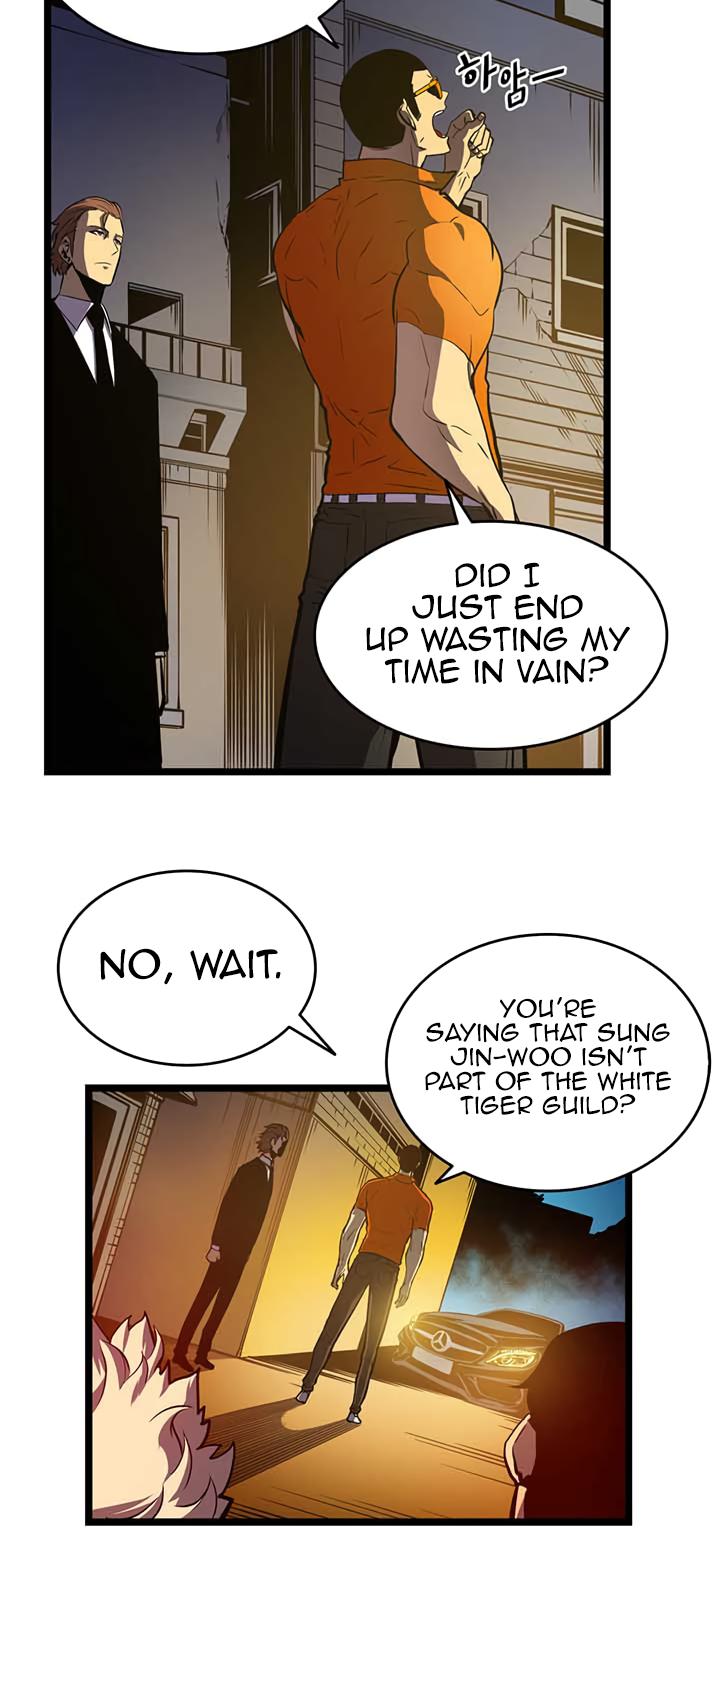 하암ー
DID I
JUST END
UP WASTING MY
TIME IN VAIN?
NO, WAIT.
YOU'RE
SAYING THAT SUNG
JIN-WOO ISN'T
PART OF THE WHITE
TIGER GUILD?